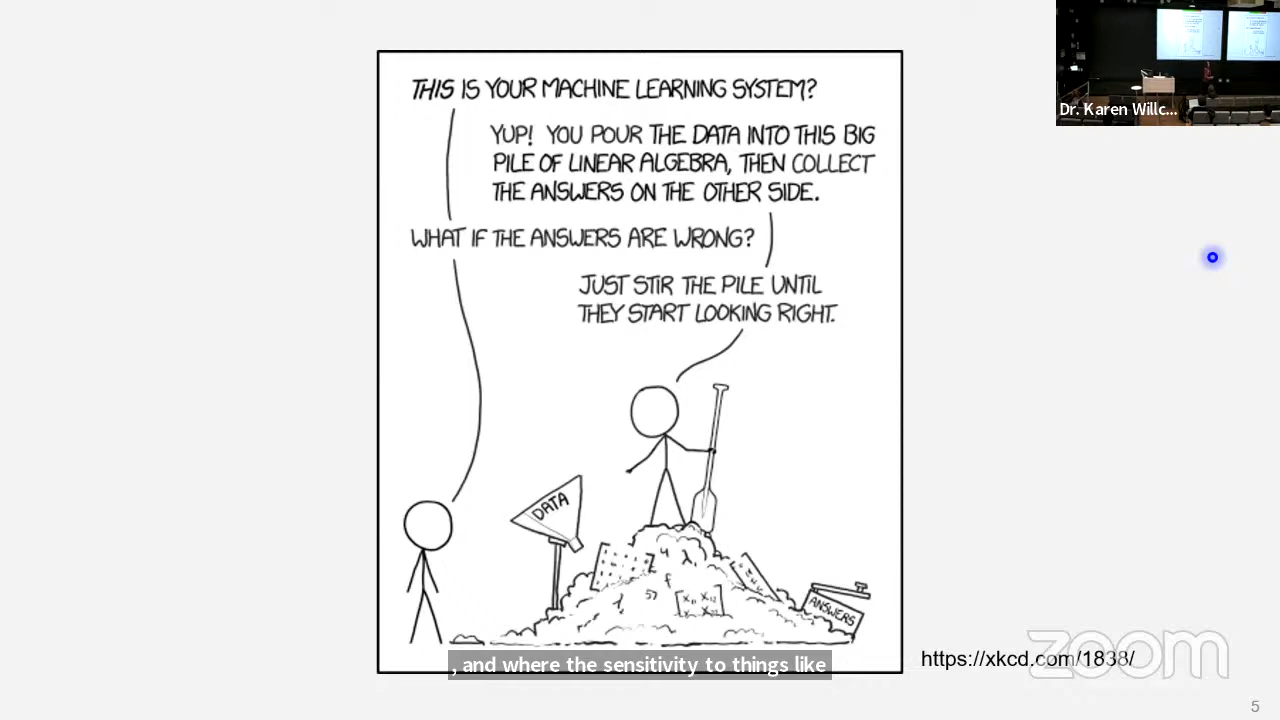 THIS IS YOUR MACHINE LEARNING SYSTEM?
YUP! YOU POUR THE DATA INTO THIS BIG
PILE OF LINEAR ALGEBRA, THEN COLLECT
THE ANSWERS ON THE OTHER SIDE.
WHAT IF THE ANSWERS ARE WRONG?
JUST STIR THE PILE UNTIL
THEY START LOOKING RIGHT.
DATA
ANSWERS
, and where the sensitivity to things like
https://xkcd.com/1838/
zoom
5
Dr. Karen Willc...